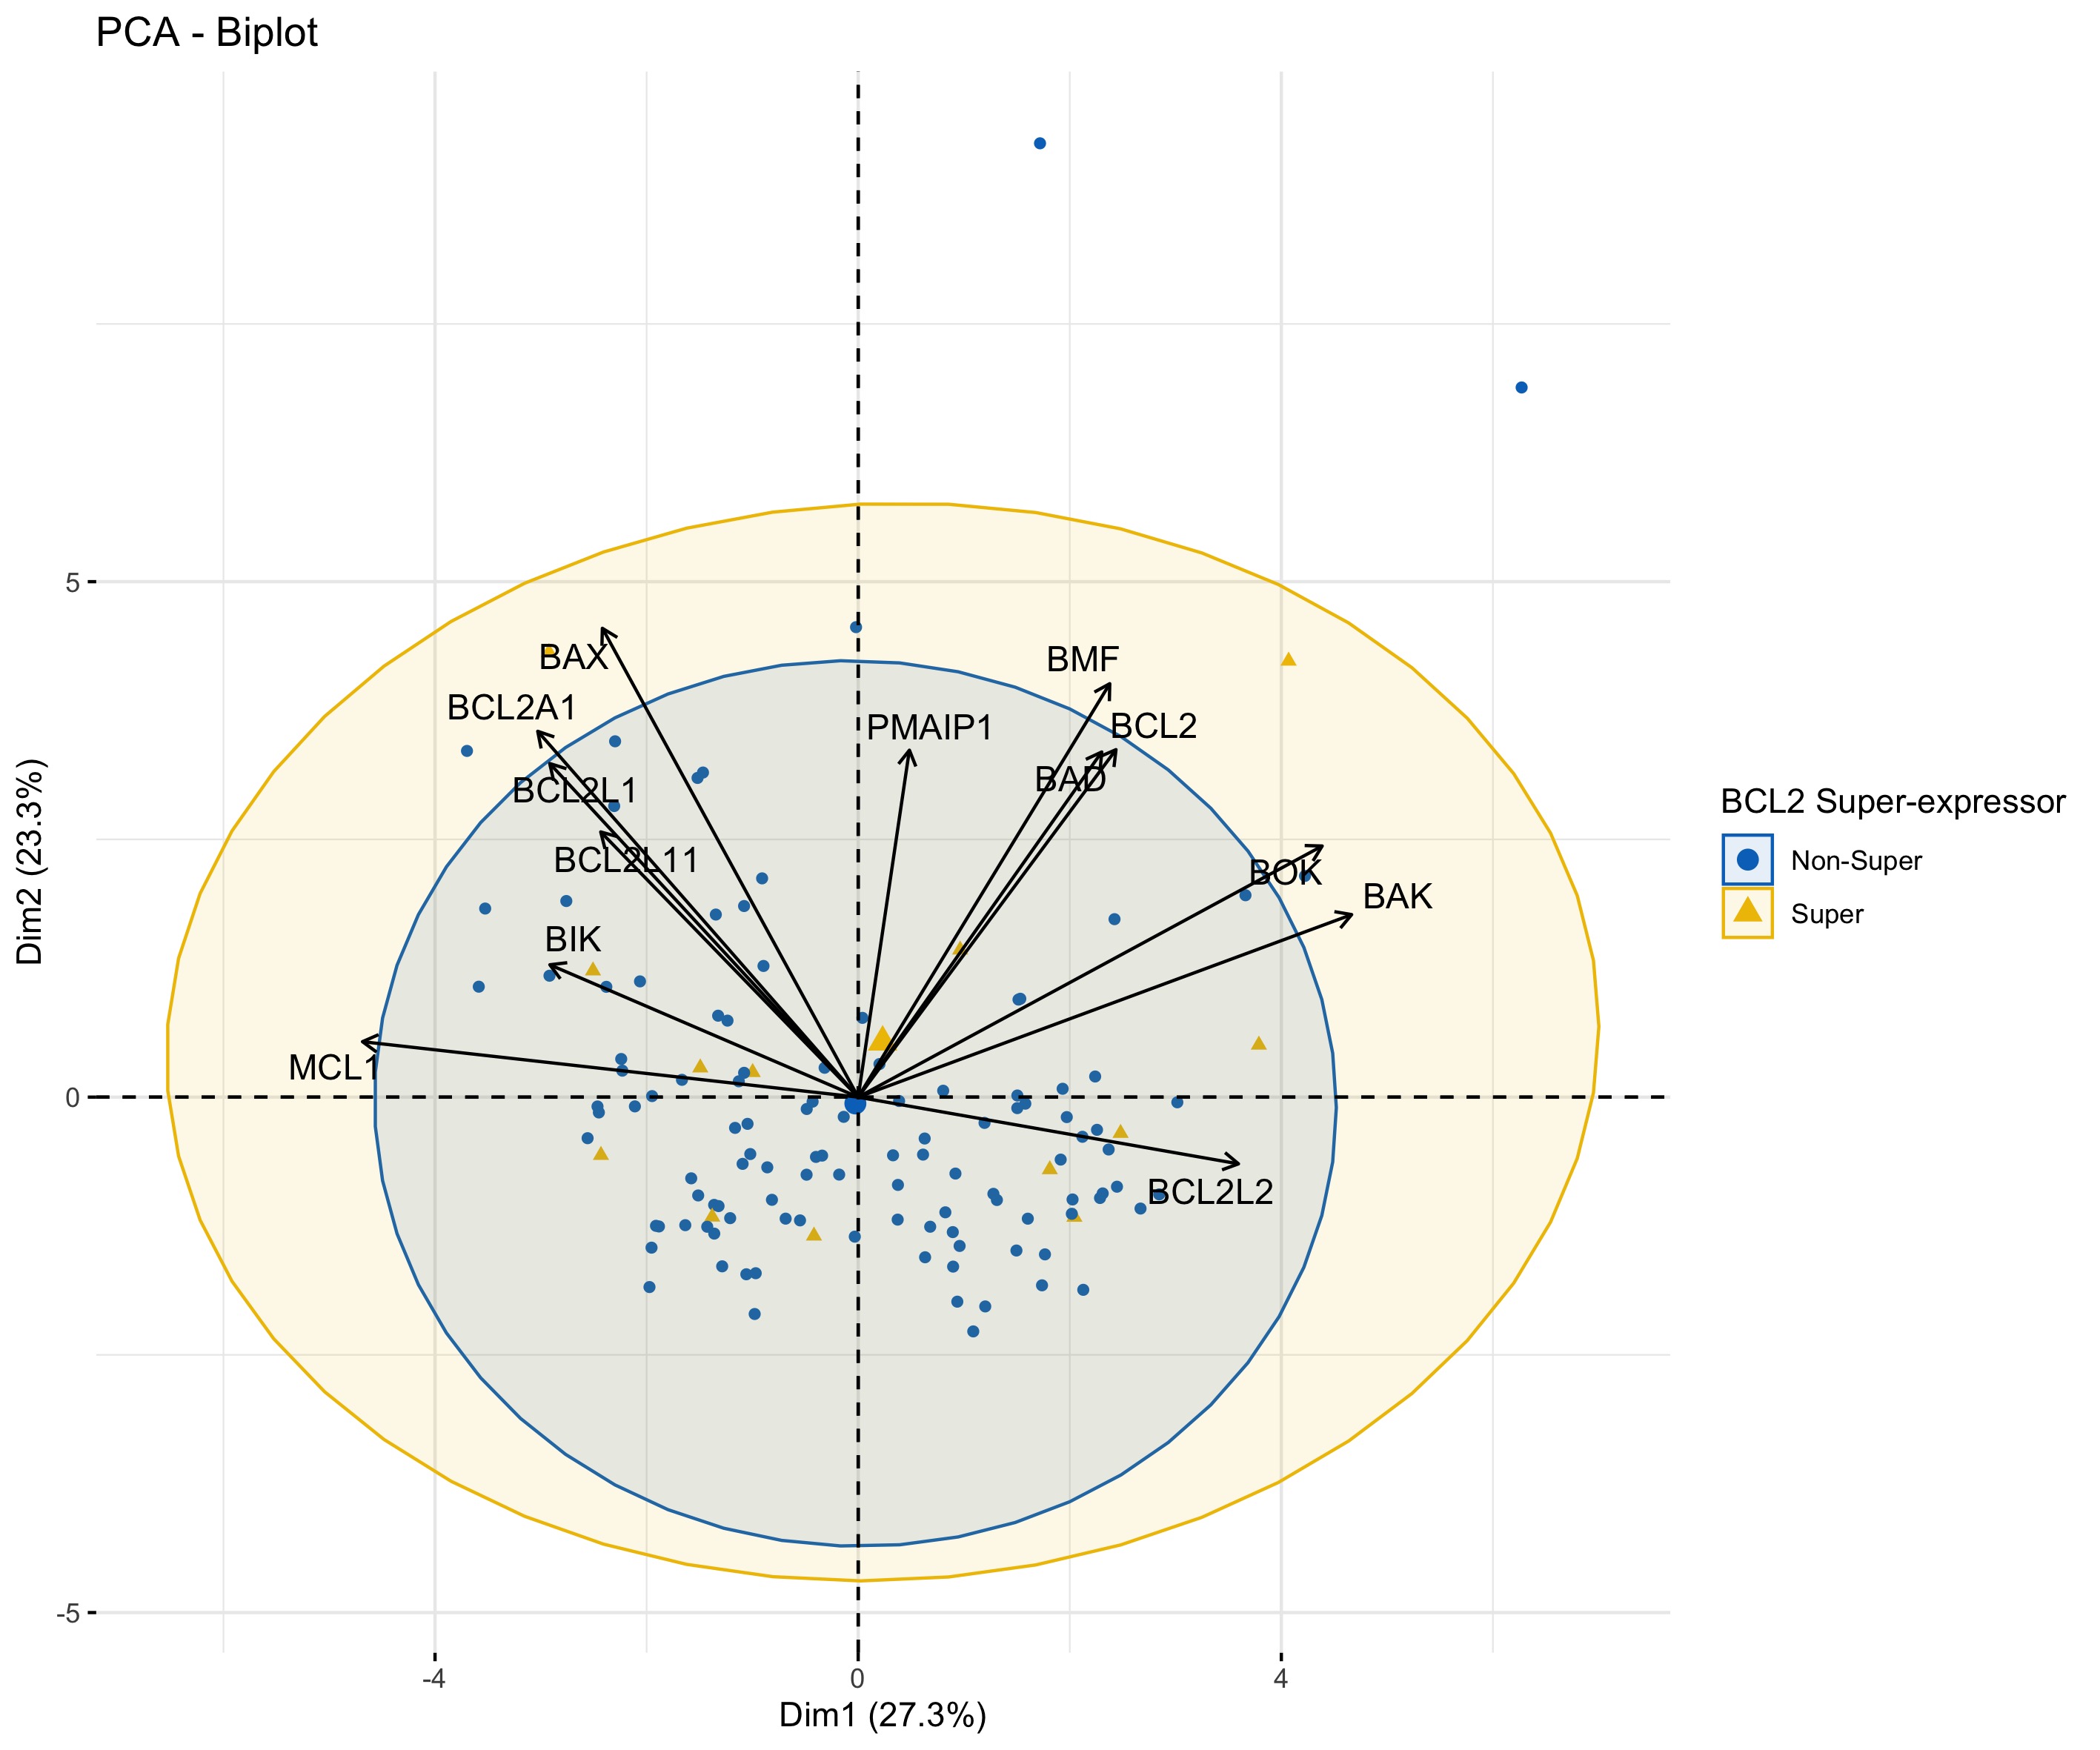 PCA - Biplot
Dim2 (23.3%)
5
0
-5
BAX
BMF
BCL2A1
PMAIP1
BCL2
BCL2L1
BAD
BCL2L11
BOK
BAK
BIK
MCL1
BCL2L2
-4
0
4
Dim1 (27.3%)
BCL2 Super-expressor
Non-Super
Super